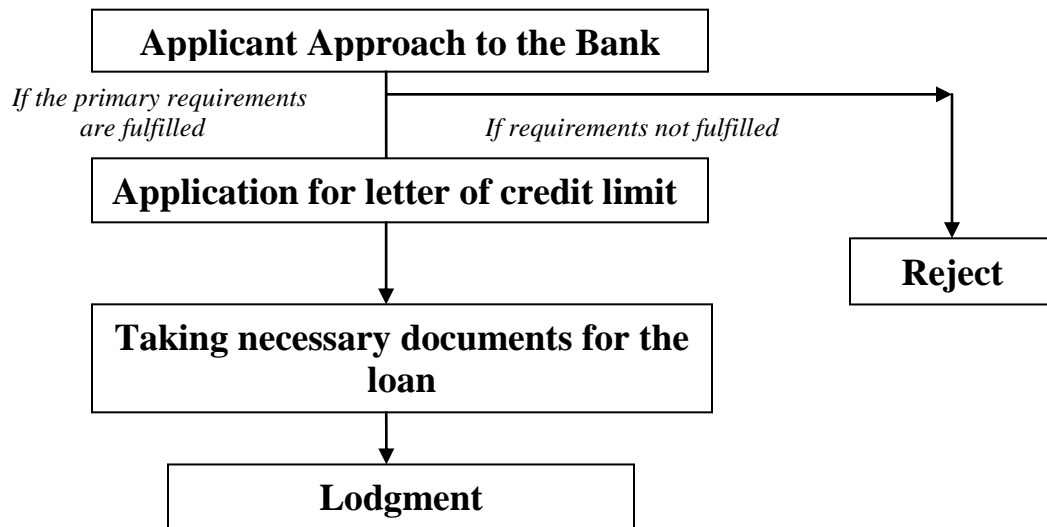 Applicant Approach to the Bank
If the primary requirements
are fulfilled
If requirements not fulfilled
Application for letter of credit limit
Reject
Taking necessary documents for the
loan
Lodgment